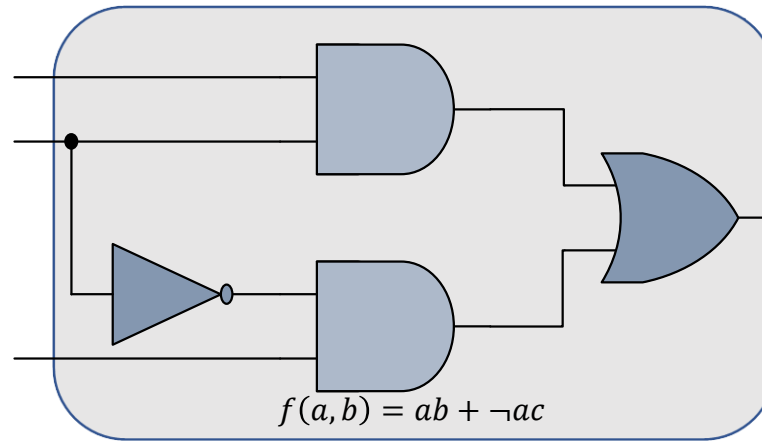 f(a, b) = ab + ¬ac